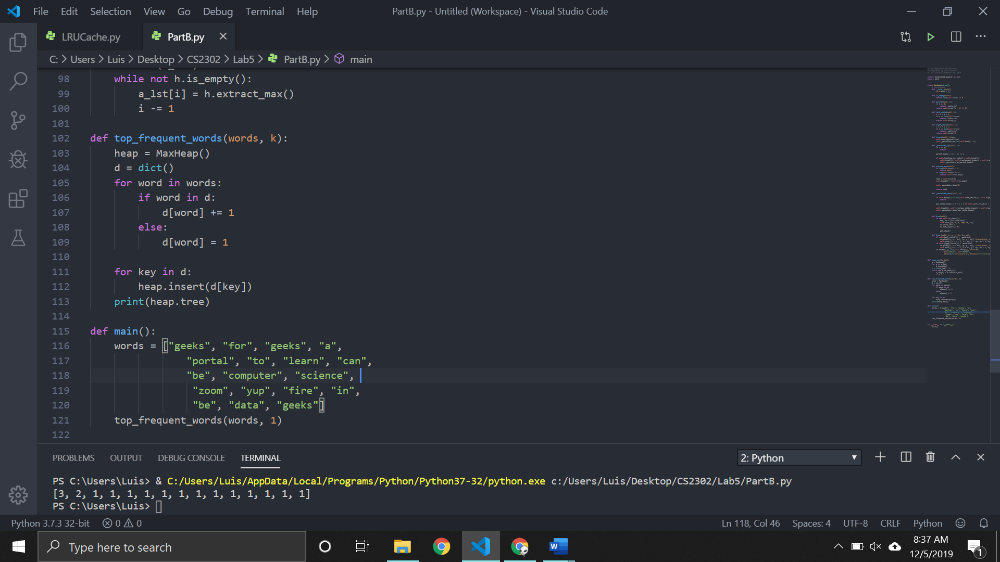 File Edit Selection View Go Debug Terminal Help PartB.py - Untitled (Workspace) - Visual Studio Code
LRUCache.py PartB.py
C: > Users > Luis > Desktop > CS2302 > Lab5 > PartB.py > main
98 while not h.is_empty():
99 a_lst[i] = h.extract_max()
100 i -= 1
101
102 def top_frequent_words(words, k):
103 heap = MaxHeap()
104 d = dict()
105 for word in words:
106 if word in d:
107 d[word] += 1
108 else:
109 d[word] = 1
110
111 for key in d:
112 heap.insert(d[key])
113 print(heap.tree)
114
115 def main():
116 words = ["geeks", "for", "geeks", "a",
117 "portal", "to", "learn", "can",
118 "be", "computer", "science",
119 "zoom", "yup", "fire", "in",
120 "be", "data", "geeks"]
121 top_frequent_words(words, 1)
122
PROBLEMS OUTPUT DEBUG CONSOLE TERMINAL 2: Python
PS C:\Users\Luis> & C:/Users/Luis/AppData/Local/Programs/Python/Python37-32/python.exe c:/Users/Luis/Desktop/CS2302/Lab5/PartB.py
[3, 2, 1, 1, 1, 1, 1, 1, 1, 1, 1, 1, 1, 1, 1]
PS C:\Users\Luis>
Python 3.7.3 32-bit 0 0 Ln 118, Col 46 Spaces: 4 UTF-8 CRLF Python
Type here to search
8:37 AM
12/5/2019
1